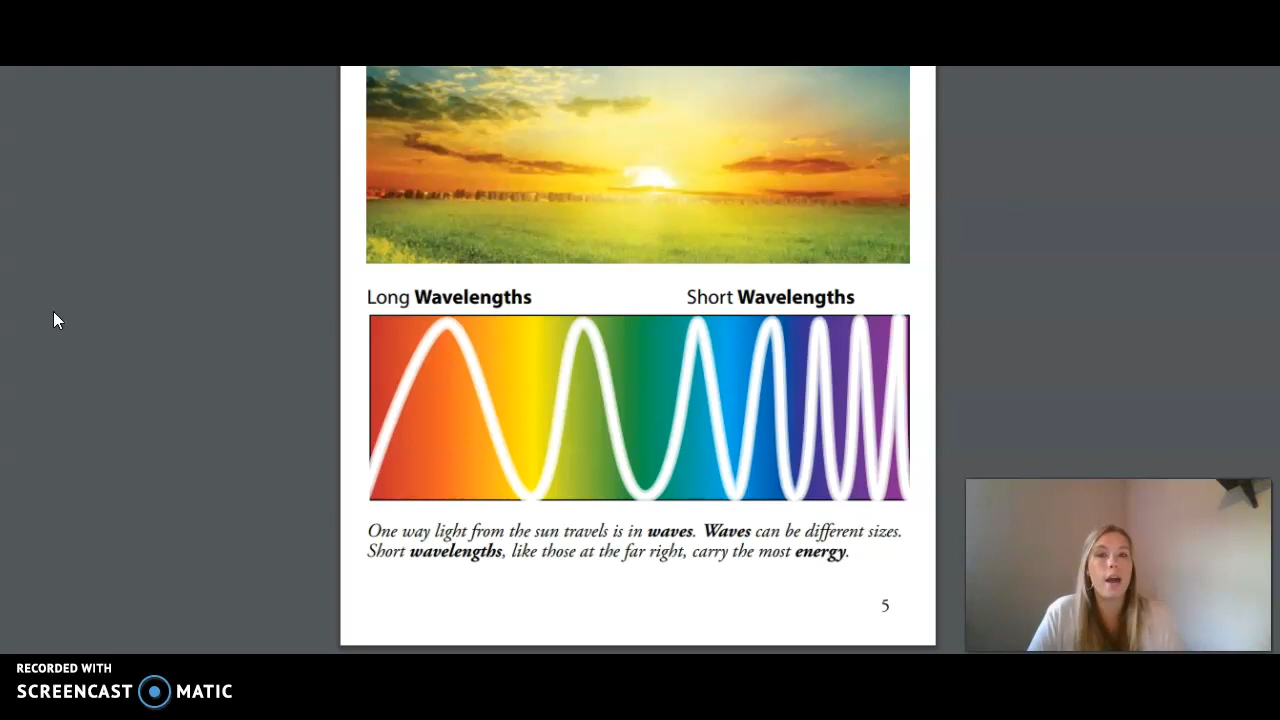 Long Wavelengths
Short Wavelengths
One way light from the sun travels is in waves. Waves can be different sizes.
Short wavelengths, like those at the far right, carry the most energy.
5
RECORDED WITH
SCREENCAST MATIC